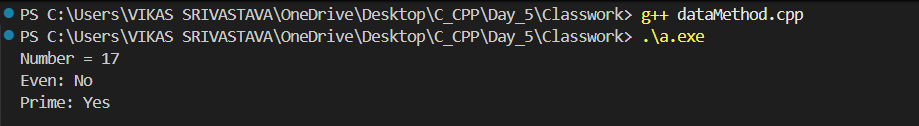 PS C:\Users\VIKAS SRIVASTAVA\OneDrive\Desktop\C_CPP\Day_5\Classwork> g++ dataMethod.cpp
PS C:\Users\VIKAS SRIVASTAVA\OneDrive\Desktop\C_CPP\Day_5\Classwork> .\a.exe
Number = 17
Even: No
Prime: Yes